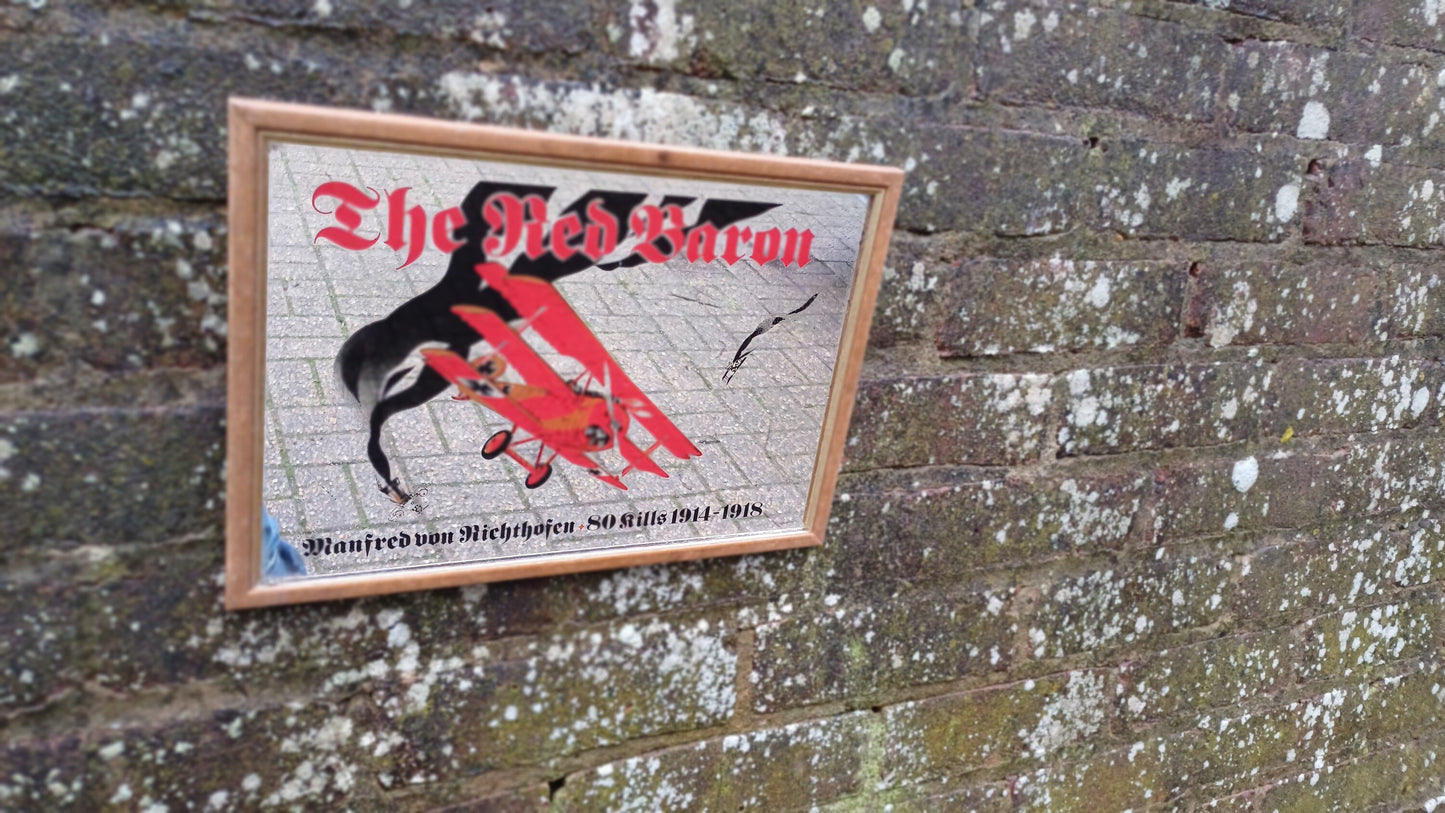 The Red Baron
Manfred von Richthofen + 80 Kills 1914-1918